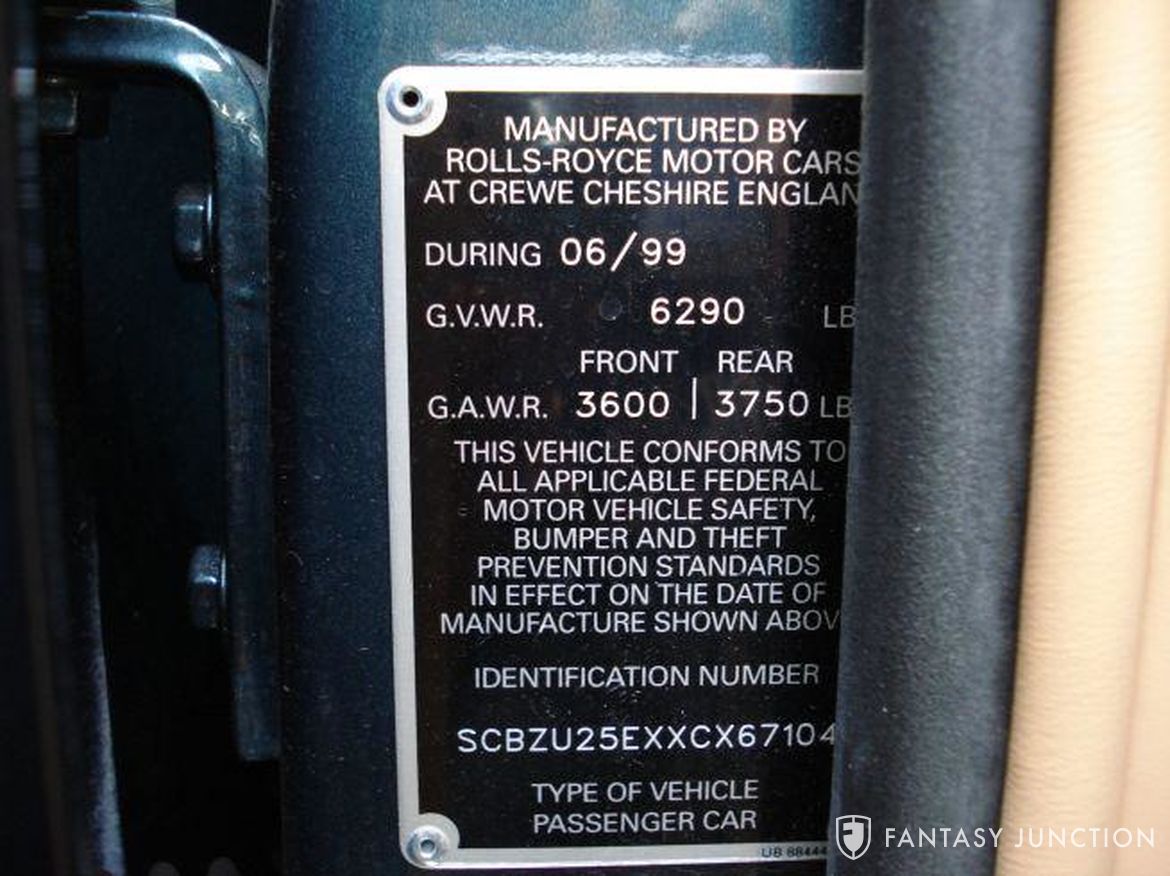 MANUFACTURED BY
ROLLS-ROYCE MOTOR CARS
AT CREWE CHESHIRE ENGLAN
DURING 06/99
G.V.W.R. 6290 LB
FRONT | REAR
G.A.W.R. 3600 | 3750 LB
THIS VEHICLE CONFORMS TO
ALL APPLICABLE FEDERAL
MOTOR VEHICLE SAFETY,
BUMPER AND THEFT
PREVENTION STANDARDS
IN EFFECT ON THE DATE OF
MANUFACTURE SHOWN ABOV
IDENTIFICATION NUMBER
SCBZU25EXXCX67104
TYPE OF VEHICLE
PASSENGER CAR
UB 88444
FANTASY JUNCTION